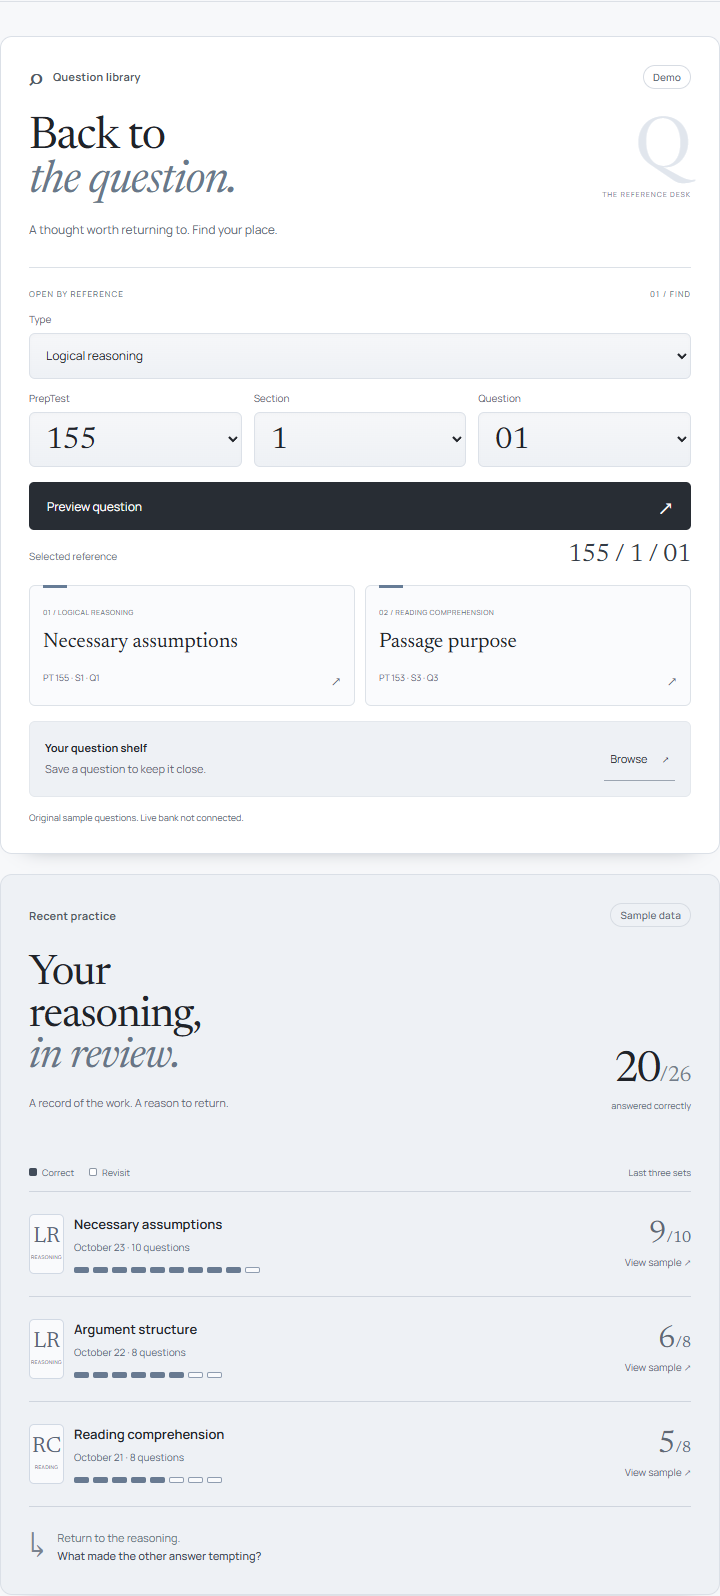 Question library
Demo
Back to
the question.
Q
THE REFERENCE DESK
A thought worth returning to. Find your place.
OPEN BY REFERENCE
01 / FIND
Type
Logical reasoning
PrepTest
Section
Question
155
1
01
Preview question ↗
Selected reference
155 / 1 / 01
01 / LOGICAL REASONING
Necessary assumptions
PT 155 · S1 · Q1 ↗
02 / READING COMPREHENSION
Passage purpose
PT 153 · S3 · Q3 ↗
Your question shelf
Save a question to keep it close.
Browse ↗
Original sample questions. Live bank not connected.
Recent practice
Sample data
Your
reasoning,
in review.
20/26
answered correctly
A record of the work. A reason to return.
Correct
Revisit
Last three sets
LR
REASONING
Necessary assumptions
October 23 · 10 questions
9/10
View sample ↗
LR
REASONING
Argument structure
October 22 · 8 questions
6/8
View sample ↗
RC
READING
Reading comprehension
October 21 · 8 questions
5/8
View sample ↗
Return to the reasoning.
What made the other answer tempting?